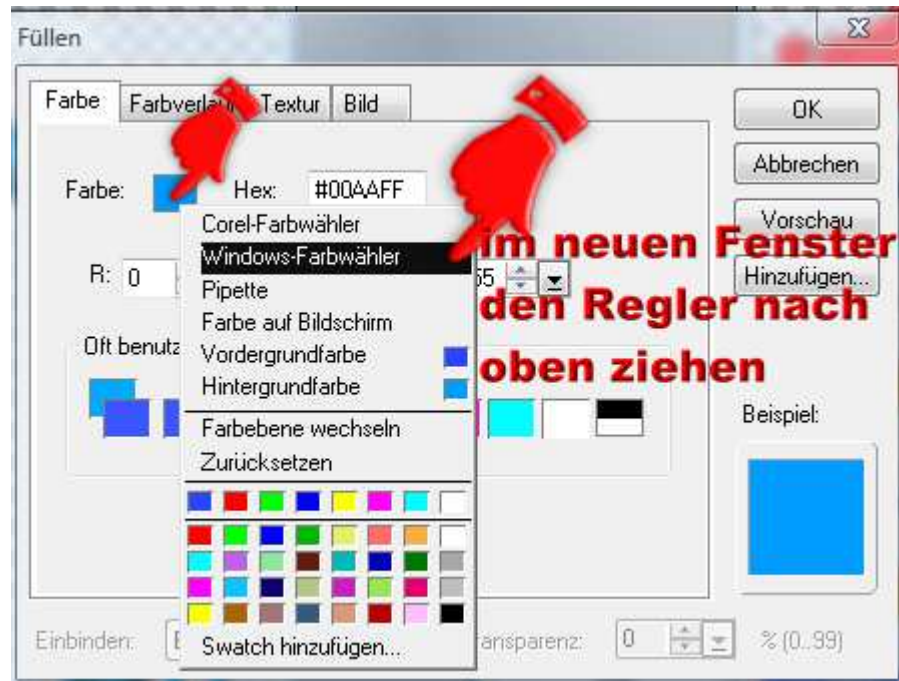 Füllen
Farbe Textur Bild
OK
Abbrechen
Vorschau
Hinzufügen...
Farbe: Hex: #00AAFF
Corel-Farbwähler
Windows-Farbwähler
Pipette
Farbe auf Bildschirm
Vordergrundfarbe
Hintergrundfarbe
Farbebene wechseln
Zurücksetzen
Swatch hinzufügen...
im neuen Fenster
den Regler nach
oben ziehen
R: 0
Oft
Beispiel:
Einbinden: 0 % (0..99)